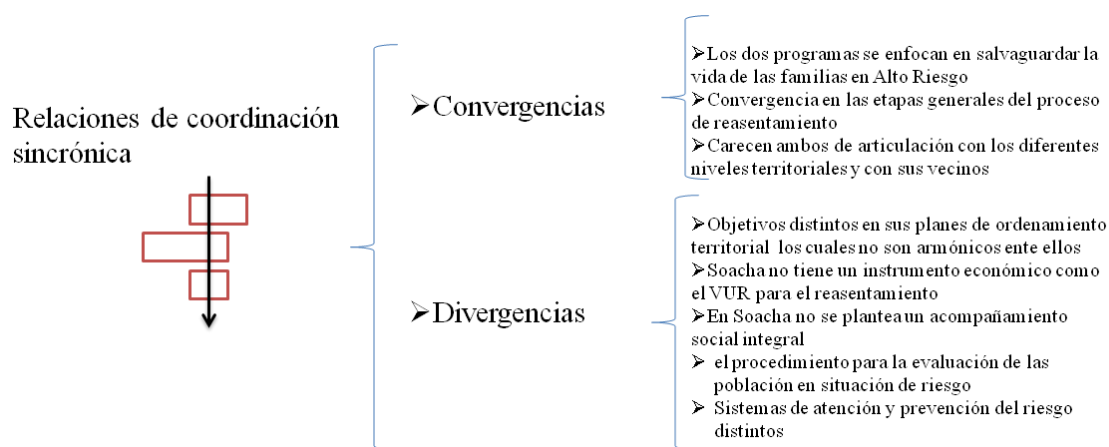 Relaciones de coordinación
sincrónica
➤Convergencias
➤Los dos programas se enfocan en salvaguardar la
vida de las familias en Alto Riesgo
➤Convergencia en las etapas generales del proceso
de reasentamiento
➤Carecen ambos de articulación con los diferentes
niveles territoriales y con sus vecinos
➤Divergencias
➤Objetivos distintos en sus planes de ordenamiento
territorial los cuales no son armónicos ente ellos
➤Soacha no tiene un instrumento económico como
el VUR para el reasentamiento
➤En Soacha no se plantea un acompañamiento
social integral
➤ el procedimiento para la evaluación de las
población en situación de riesgo
➤ Sistemas de atención y prevención del riesgo
distintos